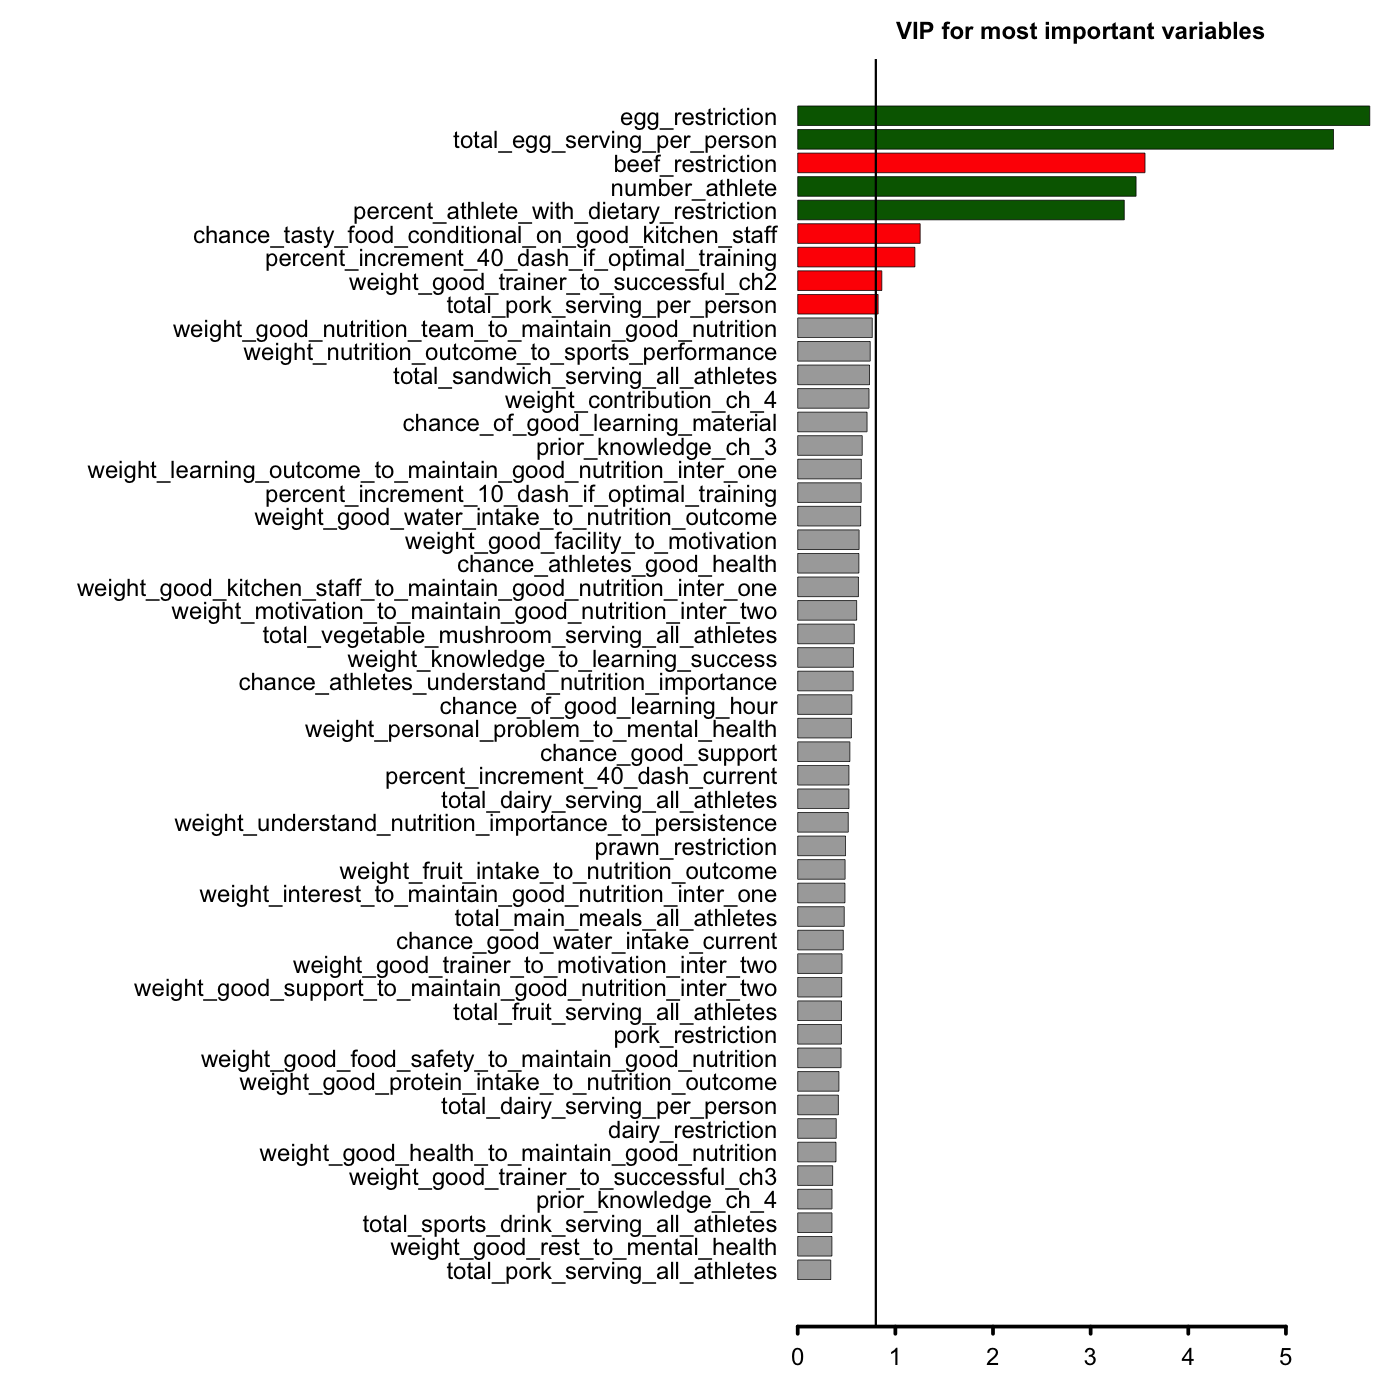 VIP for most important variables
egg_restriction
total_egg_serving_per_person
beef_restriction
number_athlete
percent_athlete_with_dietary_restriction
chance_tasty_food_conditional_on_good_kitchen_staff
percent_increment_40_dash_if_optimal_training
weight_good_trainer_to_successful_ch2
total_pork_serving_per_person
weight_good_nutrition_team_to_maintain_good_nutrition
weight_nutrition_outcome_to_sports_performance
total_sandwich_serving_all_athletes
weight_contribution_ch_4
chance_of_good_learning_material
prior_knowledge_ch_3
weight_learning_outcome_to_maintain_good_nutrition_inter_one
percent_increment_10_dash_if_optimal_training
weight_good_water_intake_to_nutrition_outcome
weight_good_facility_to_motivation
chance_athletes_good_health
weight_good_kitchen_staff_to_maintain_good_nutrition_inter_one
weight_motivation_to_maintain_good_nutrition_inter_two
total_vegetable_mushroom_serving_all_athletes
weight_knowledge_to_learning_success
chance_athletes_understand_nutrition_importance
chance_of_good_learning_hour
weight_personal_problem_to_mental_health
chance_good_support
percent_increment_40_dash_current
total_dairy_serving_all_athletes
weight_understand_nutrition_importance_to_persistence
prawn_restriction
weight_fruit_intake_to_nutrition_outcome
weight_interest_to_maintain_good_nutrition_inter_one
total_main_meals_all_athletes
chance_good_water_intake_current
weight_good_trainer_to_motivation_inter_two
weight_good_support_to_maintain_good_nutrition_inter_two
total_fruit_serving_all_athletes
pork_restriction
weight_good_food_safety_to_maintain_good_nutrition
weight_good_protein_intake_to_nutrition_outcome
total_dairy_serving_per_person
dairy_restriction
weight_good_health_to_maintain_good_nutrition
weight_good_trainer_to_successful_ch3
prior_knowledge_ch_4
total_sports_drink_serving_all_athletes
weight_good_rest_to_mental_health
total_pork_serving_all_athletes
0 1 2 3 4 5